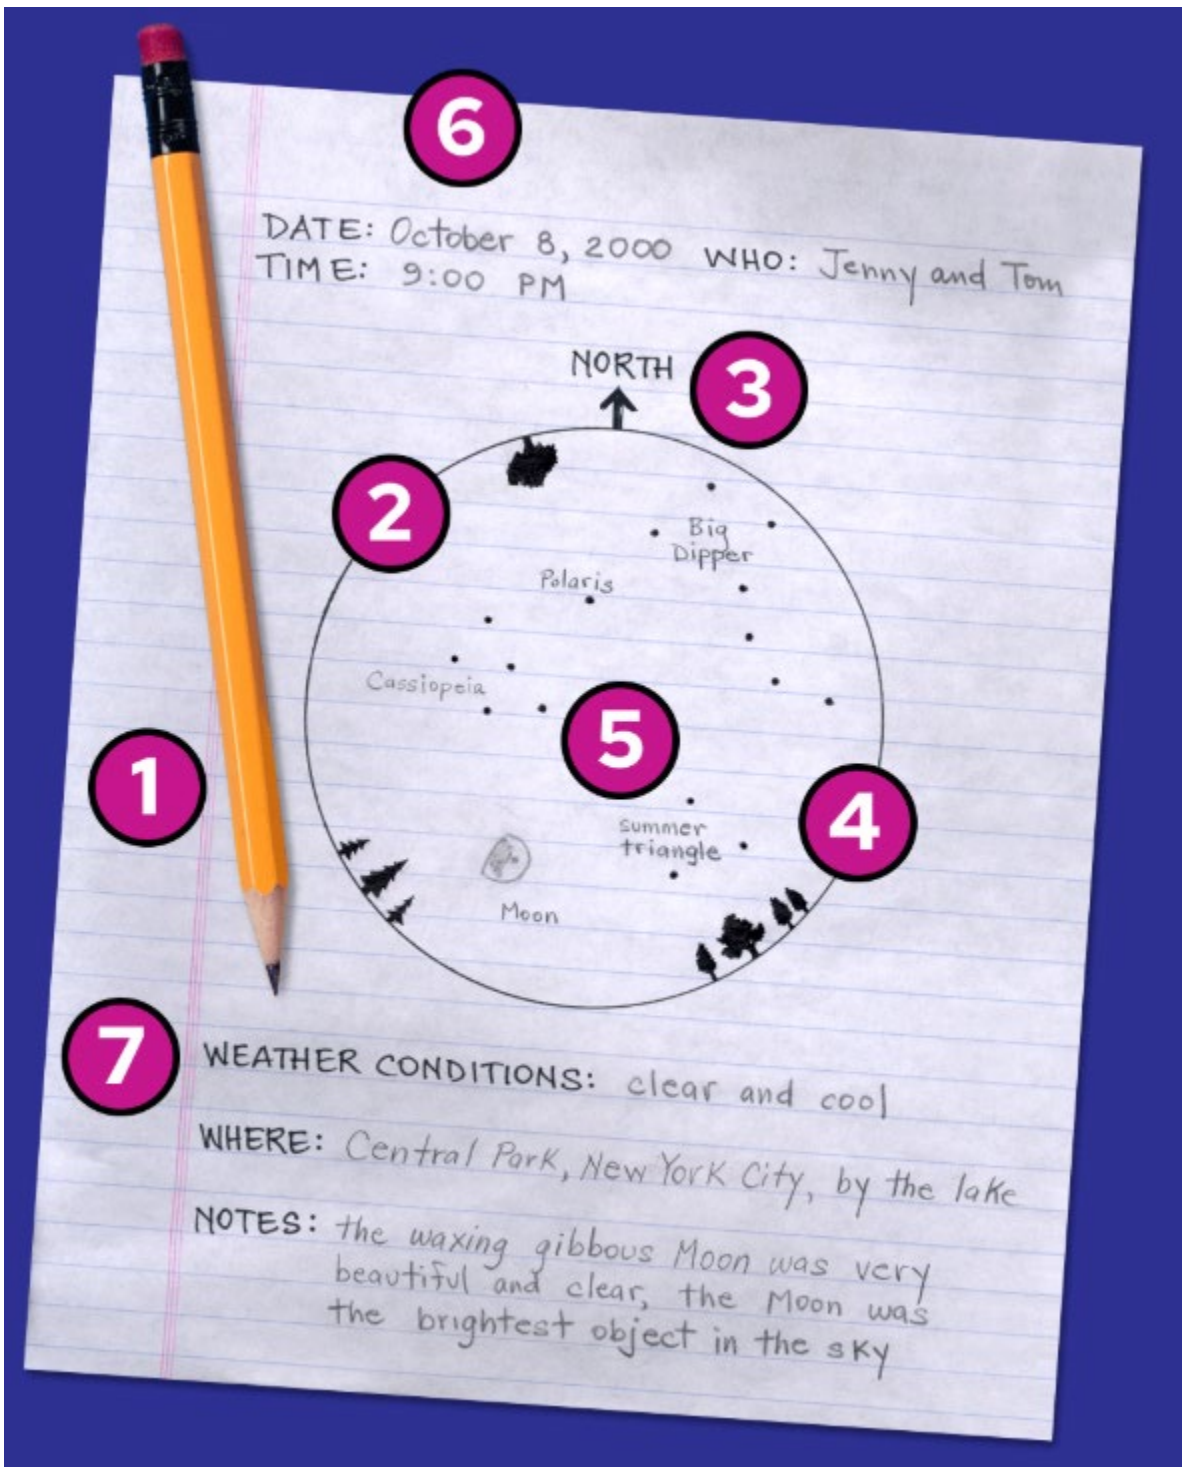 6
DATE: October 8, 2000 WHO: Jenny and Tom
TIME: 9:00 PM
NORTH
3
2
Big
Dipper
Polaris
Cassiopeia
5
1
4
summer
triangle
Moon
7
WEATHER CONDITIONS: clear and cool
WHERE: Central Park, New York City, by the lake
NOTES: the waxing gibbous Moon was very
beautiful and clear, the Moon was
the brightest object in the sky